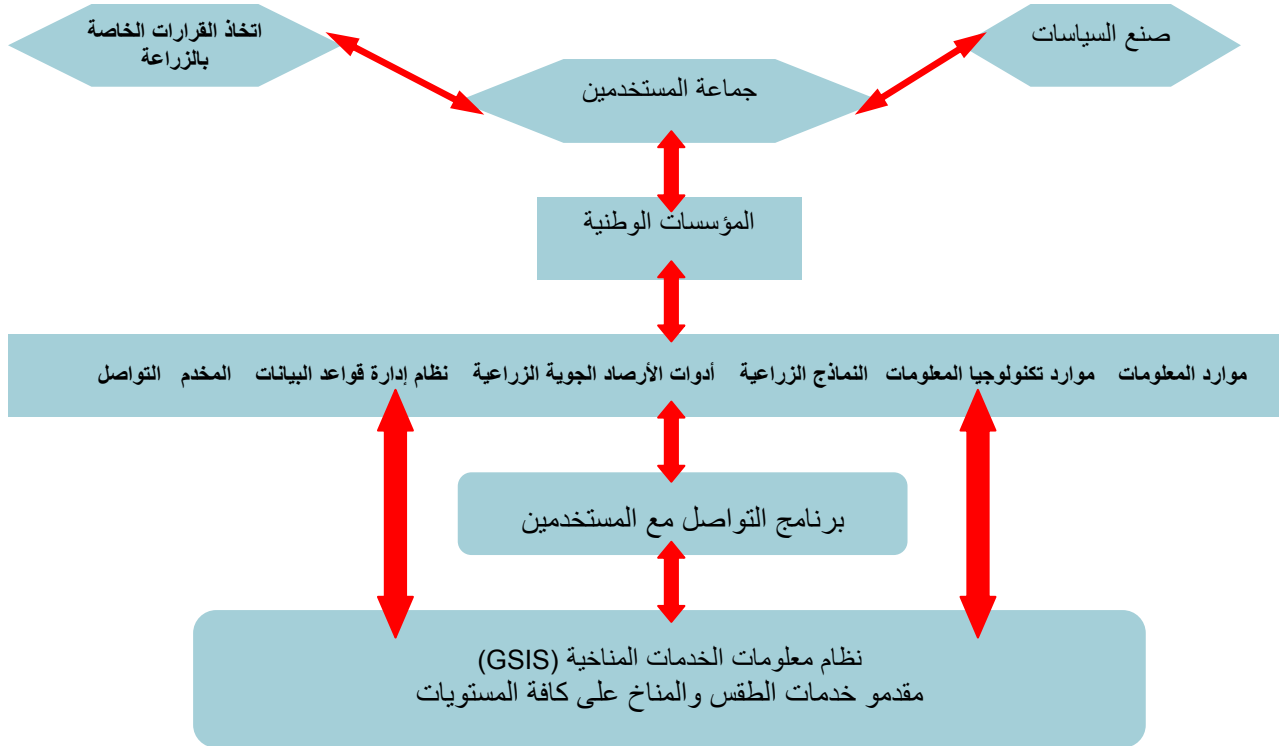 صنع السياسات
اتخاذ القرارات الخاصة
بالزراعة
جماعة المستخدمين
المؤسسات الوطنية
موارد المعلومات موارد تكنولوجيا المعلومات النماذج الزراعية أدوات الأرصاد الجوية الزراعية نظام إدارة قواعد البيانات المخدم التواصل
برنامج التواصل مع المستخدمين
نظام معلومات الخدمات المناخية (GSIS)
مقدمو خدمات الطقس والمناخ على كافة المستويات